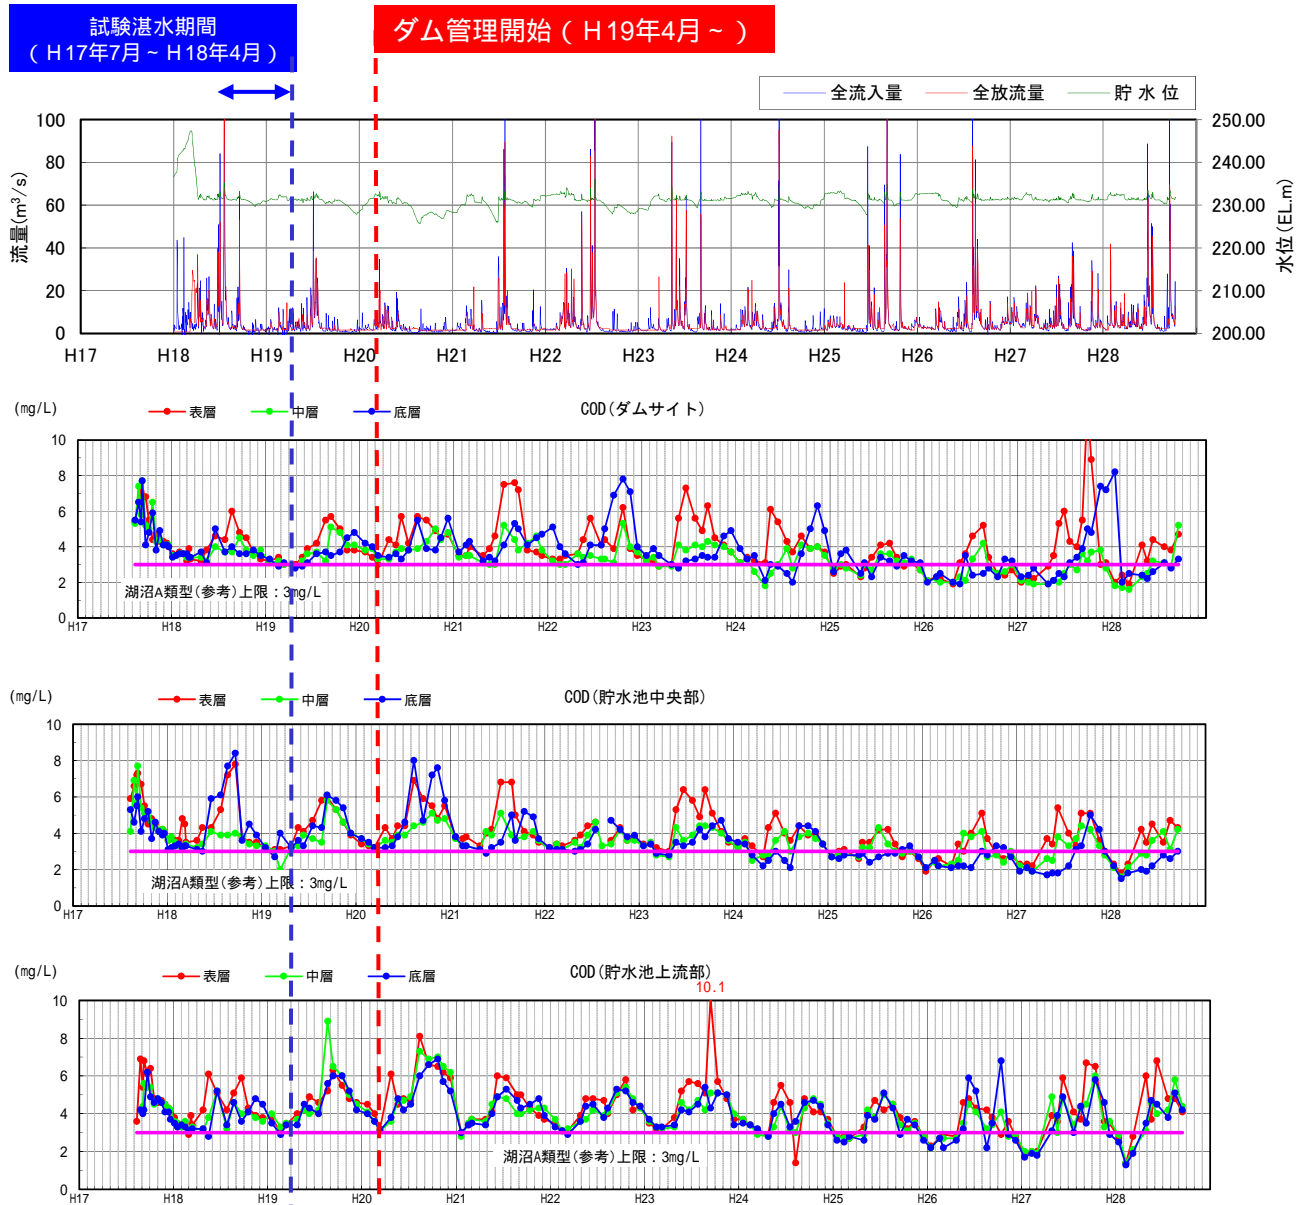 試験湛水期間
（H17年7月~H18年4月）
ダム管理開始（H19年4月~ ）
全流入量 全放流量 貯水位
流量(m³/s)
100
80
60
40
20
0
250.00
240.00
230.00
220.00
210.00
200.00
水位(EL.m)
H17 H18 H19 H20 H21 H22 H23 H24 H25 H26 H27 H28
(mg/L)
表層 中層 底層
COD(ダムサイト)
10
8
6
4
2
0
湖沼A類型(参考)上限：3mg/L
H17 H18 H19 H20 H21 H22 H23 H24 H25 H26 H27 H28
(mg/L)
表層 中層 底層
COD(貯水池中央部)
10
8
6
4
2
0
湖沼A類型(参考)上限：3mg/L
H17 H18 H19 H20 H21 H22 H23 H24 H25 H26 H27 H28
(mg/L)
表層 中層 底層
COD(貯水池上流部)
10.1
10
8
6
4
2
0
湖沼A類型(参考)上限：3mg/L
H17 H18 H19 H20 H21 H22 H23 H24 H25 H26 H27 H28